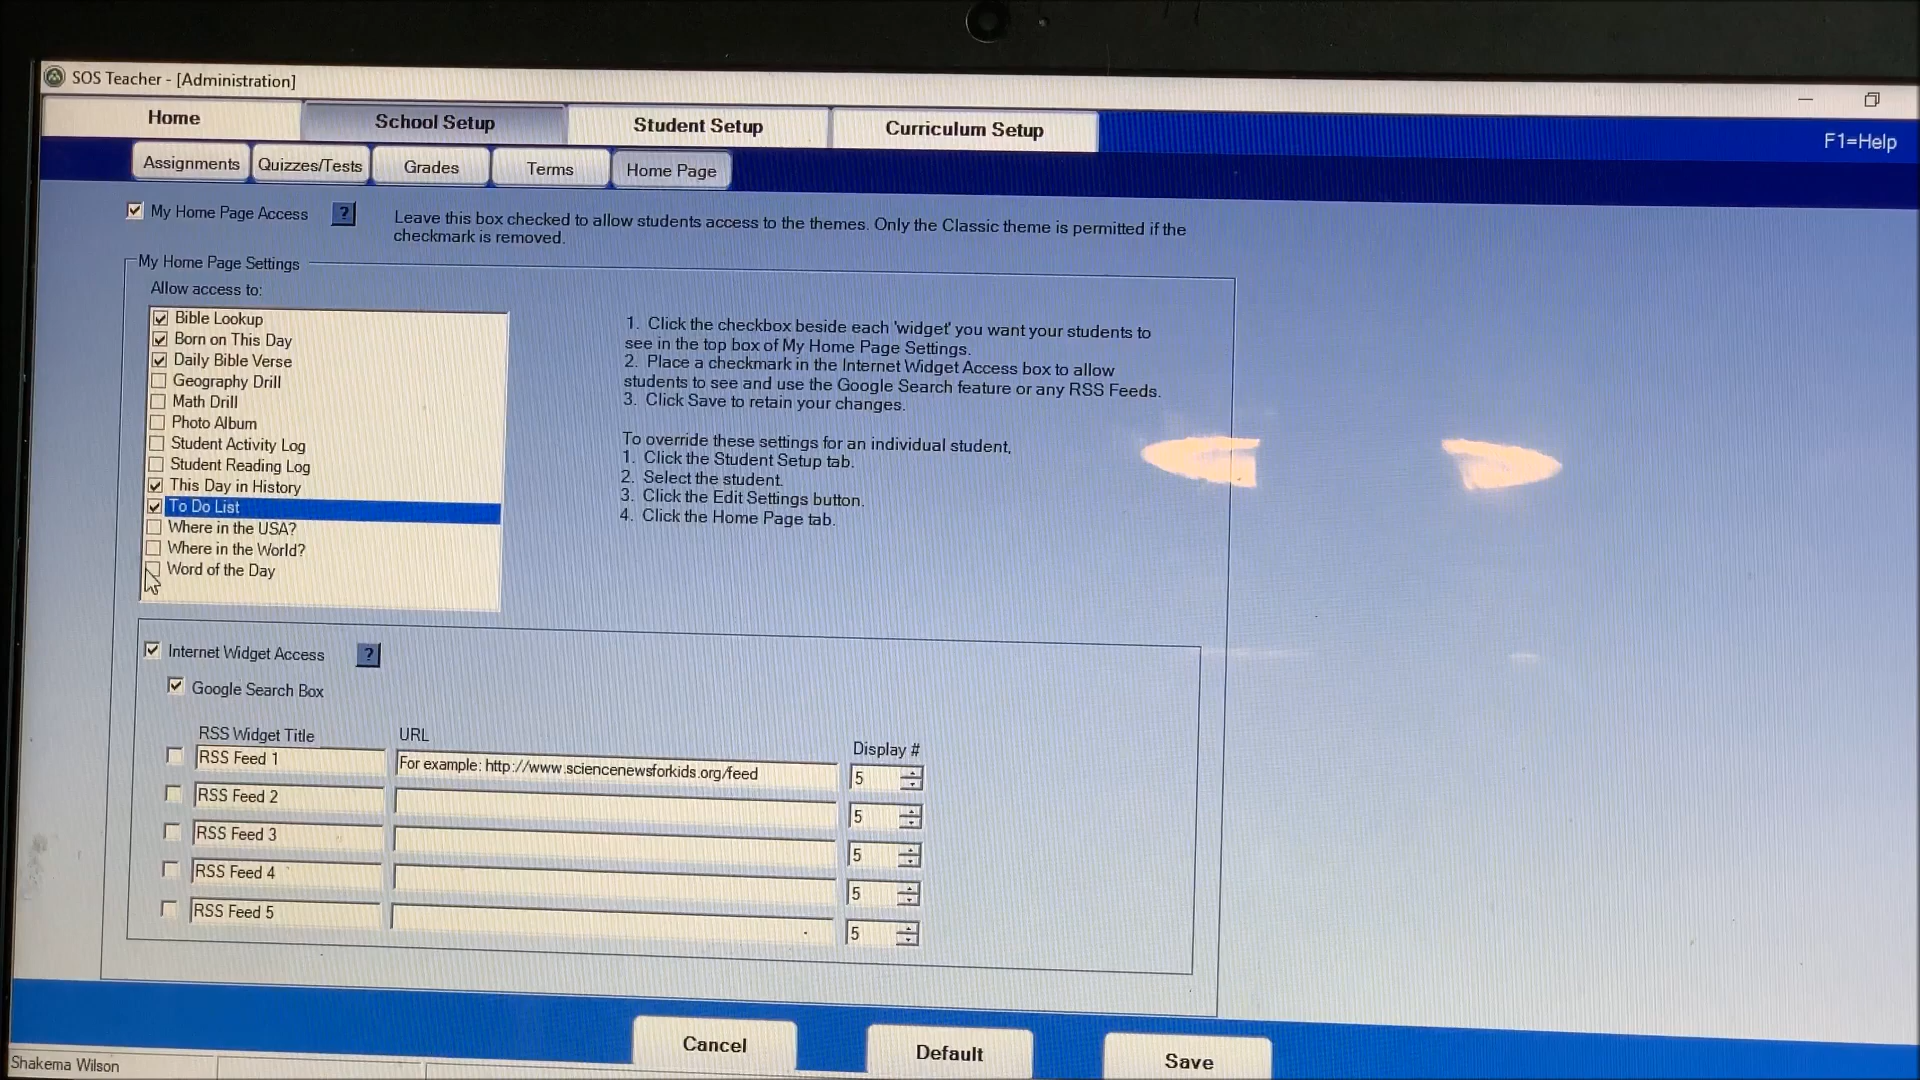 SOS Teacher - [Administration]
Home
School Setup
Student Setup
Curriculum Setup
F1=Help
Assignments
Quizzes/Tests
Grades
Terms
Home Page
My Home Page Access
?
Leave this box checked to allow students access to the themes. Only the Classic theme is permitted if the
checkmark is removed.
My Home Page Settings
Allow access to:
Bible Lookup
Born on This Day
Daily Bible Verse
Geography Drill
Math Drill
Photo Album
Student Activity Log
Student Reading Log
This Day in History
To Do List
Where in the USA?
Where in the World?
Word of the Day
1. Click the checkbox beside each 'widget' you want your students to
see in the top box of My Home Page Settings.
2. Place a checkmark in the Internet Widget Access box to allow
students to see and use the Google Search feature or any RSS Feeds.
3. Click Save to retain your changes.
To override these settings for an individual student,
1. Click the Student Setup tab.
2. Select the student.
3. Click the Edit Settings button.
4. Click the Home Page tab.
Internet Widget Access
?
Google Search Box
RSS Widget Title
URL
Display #
RSS Feed 1
For example: http://www.sciencenewsforkids.org/feed
5
RSS Feed 2
5
RSS Feed 3
5
RSS Feed 4
5
RSS Feed 5
5
Cancel
Default
Save
Shakema Wilson